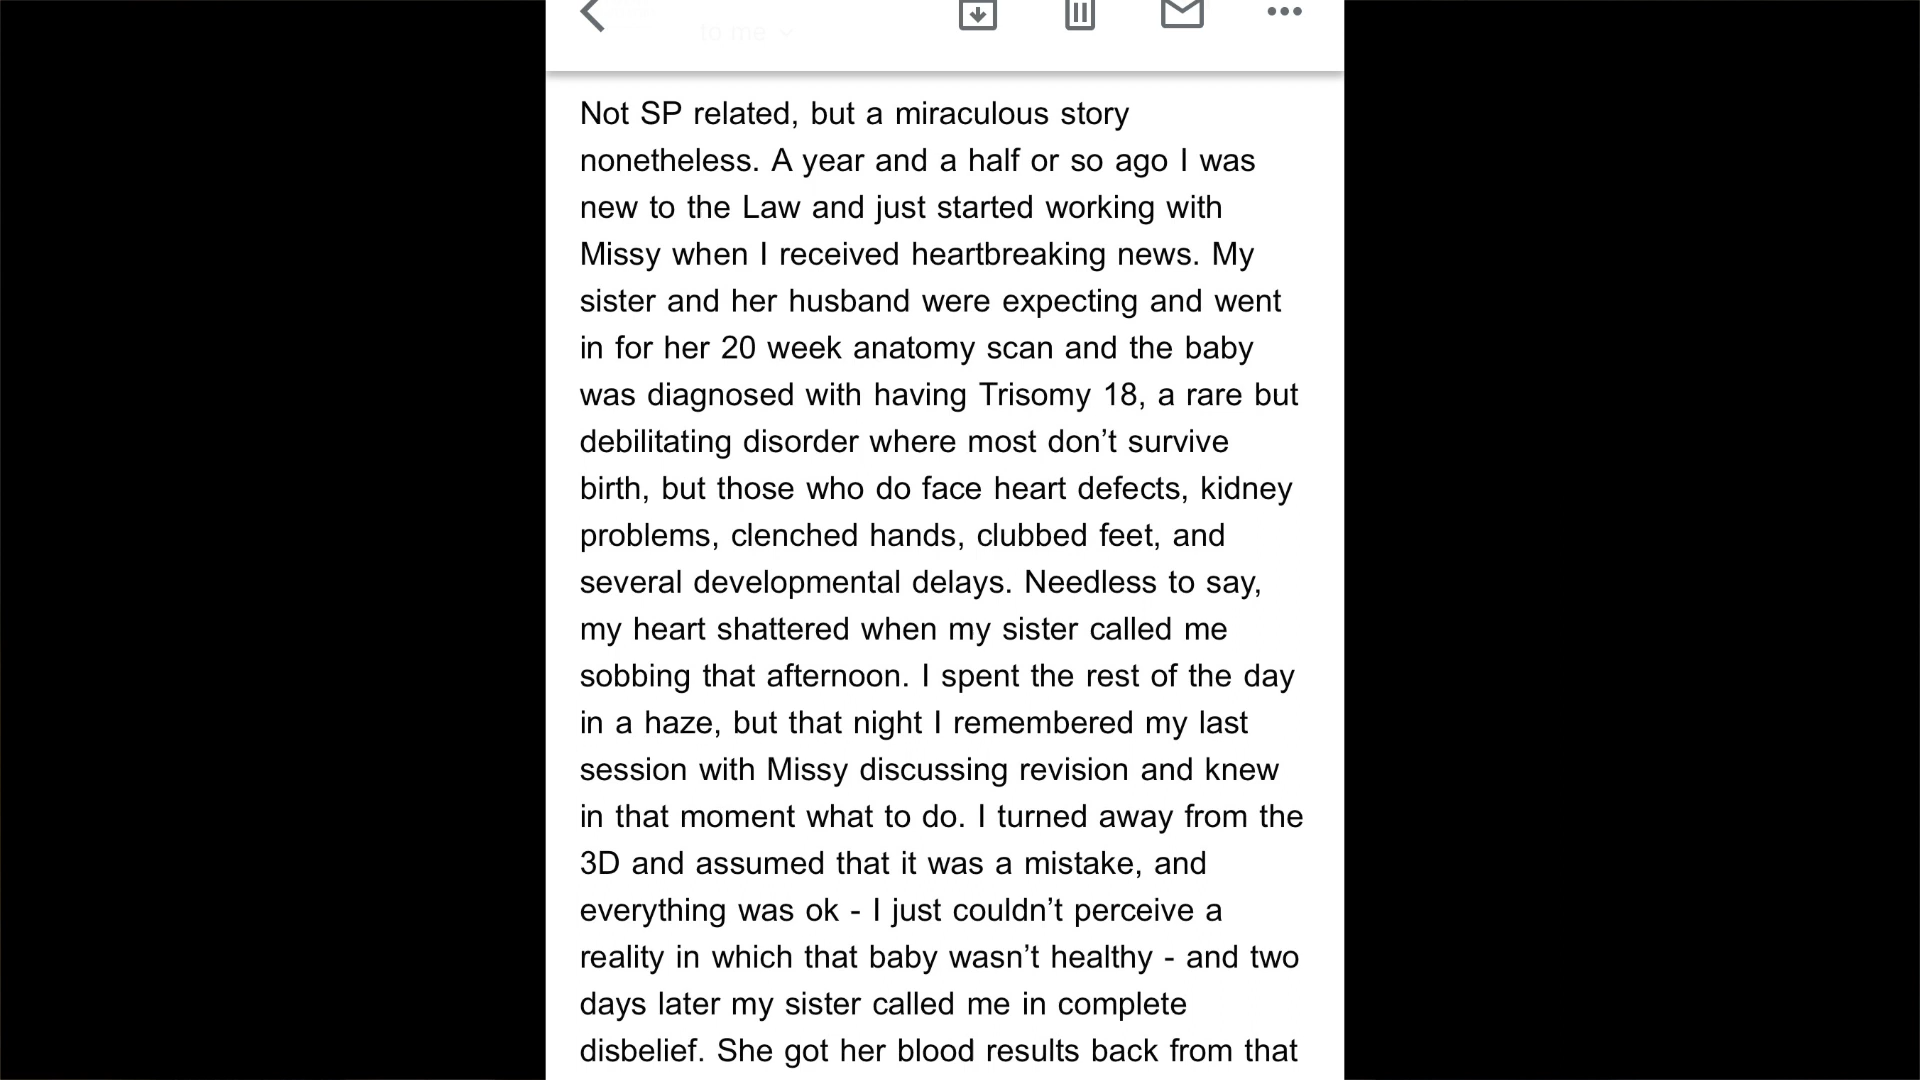 to me
Not SP related, but a miraculous story
nonetheless. A year and a half or so ago I was
new to the Law and just started working with
Missy when I received heartbreaking news. My
sister and her husband were expecting and went
in for her 20 week anatomy scan and the baby
was diagnosed with having Trisomy 18, a rare but
debilitating disorder where most don’t survive
birth, but those who do face heart defects, kidney
problems, clenched hands, clubbed feet, and
several developmental delays. Needless to say,
my heart shattered when my sister called me
sobbing that afternoon. I spent the rest of the day
in a haze, but that night I remembered my last
session with Missy discussing revision and knew
in that moment what to do. I turned away from the
3D and assumed that it was a mistake, and
everything was ok - I just couldn’t perceive a
reality in which that baby wasn’t healthy - and two
days later my sister called me in complete
disbelief. She got her blood results back from that